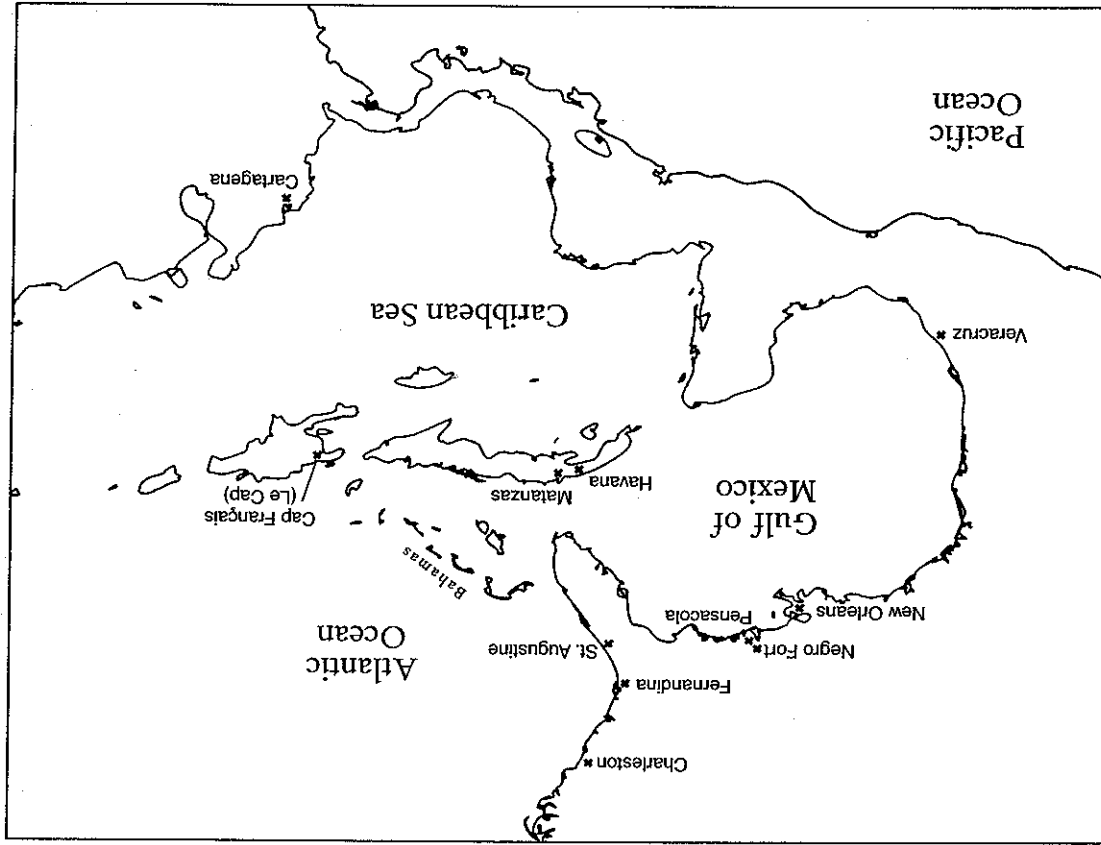 Charleston
Fernandina
Negro Fort
St. Augustine
Atlantic
Ocean
New Orleans
Pensacola
Bahamas
Gulf of
Mexico
Havana
Matanzas
Cap Français
(Le Cap)
Veracruz
Caribbean Sea
Cartagena
Pacific
Ocean